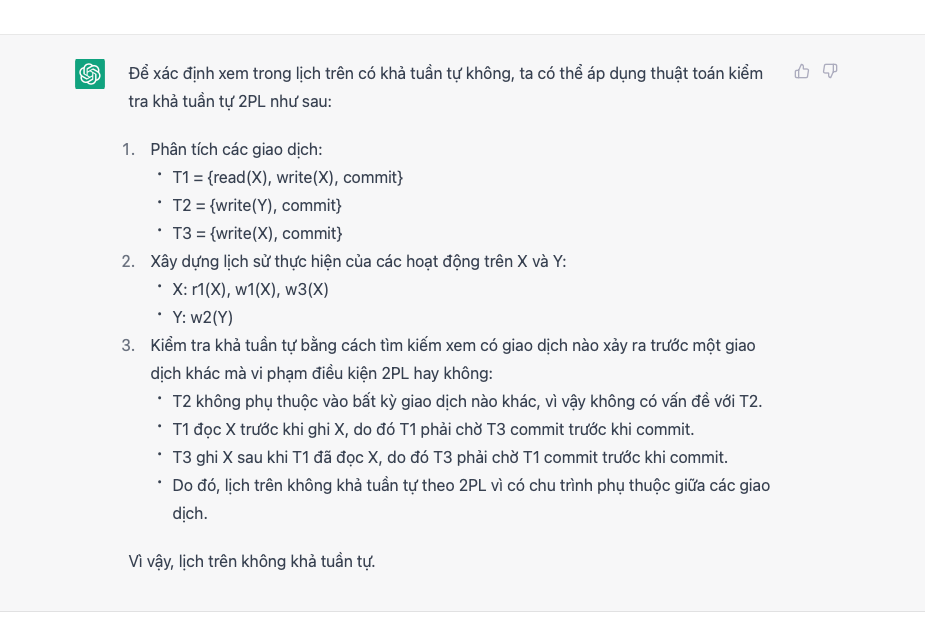 Để xác định xem trong lịch trên có khả tuần tự không, ta có thể áp dụng thuật toán kiểm
tra khả tuần tự 2PL như sau:
1. Phân tích các giao dịch:
• T1 = {read(X), write(X), commit}
• T2 = {write(Y), commit}
• T3 = {write(X), commit}
2. Xây dựng lịch sử thực hiện của các hoạt động trên X và Y:
• X: r1(X), w1(X), w3(X)
• Y: w2(Y)
3. Kiểm tra khả tuần tự bằng cách tìm kiếm xem có giao dịch nào xảy ra trước một giao
dịch khác mà vi phạm điều kiện 2PL hay không:
• T2 không phụ thuộc vào bất kỳ giao dịch nào khác, vì vậy không có vấn đề với T2.
• T1 đọc X trước khi ghi X, do đó T1 phải chờ T3 commit trước khi commit.
• T3 ghi X sau khi T1 đã đọc X, do đó T3 phải chờ T1 commit trước khi commit.
• Do đó, lịch trên không khả tuần tự theo 2PL vì có chu trình phụ thuộc giữa các giao
dịch.
Vì vậy, lịch trên không khả tuần tự.